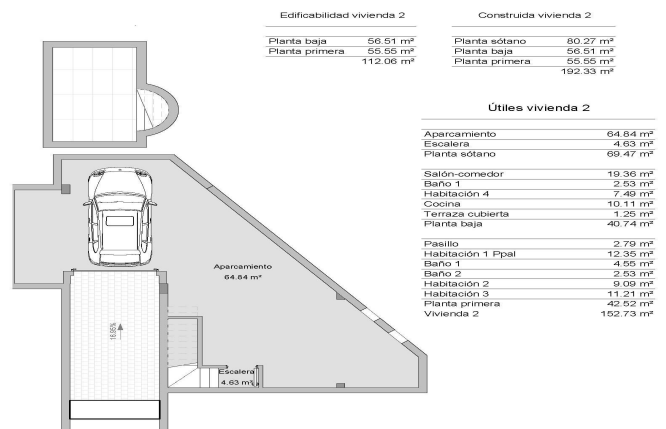 Edificabilidad vivienda 2
Planta baja 56.51 m²
Planta primera 55.55 m²
112.06 m²
Construida vivienda 2
Planta sótano 80.27 m²
Planta baja 56.51 m²
Planta primera 55.55 m²
192.33 m²
Útiles vivienda 2
Aparcamiento 64.84 m²
Escalera 4.63 m²
Planta sótano 69.47 m²
Salón-comedor 19.36 m²
Baño 1 2.53 m²
Habitación 4 7.49 m²
Cocina 10.11 m²
Terraza cubierta 1.25 m²
Planta baja 40.74 m²
Pasillo 2.79 m²
Habitación 1 Ppal 12.35 m²
Baño 1 4.55 m²
Baño 2 2.53 m²
Habitación 2 9.09 m²
Habitación 3 11.21 m²
Planta primera 42.52 m²
Vivienda 2 152.73 m²
Aparcamiento
64.84 m²
Escalera
4.63 m²